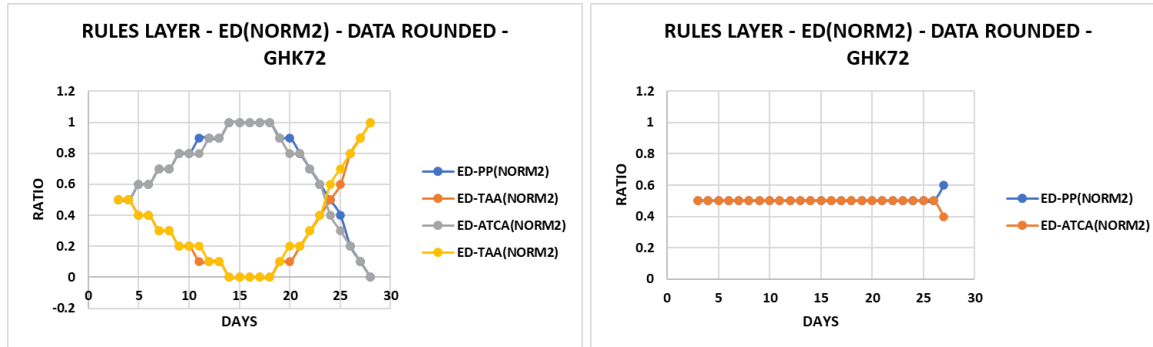 RULES LAYER - ED(NORM2) - DATA ROUNDED -
GHK72
1.2
1
0.8
0.6
0.4
0.2
0
-0.2
RATIO
0 5 10 15 20 25 30
DAYS
ED-PP(NORM2)
ED-TAA(NORM2)
ED-ATCA(NORM2)
ED-TAA(NORM2)
RULES LAYER - ED(NORM2) - DATA ROUNDED -
GHK72
1.2
1
0.8
0.6
0.4
0.2
0
RATIO
0 5 10 15 20 25 30
DAYS
ED-PP(NORM2)
ED-ATCA(NORM2)